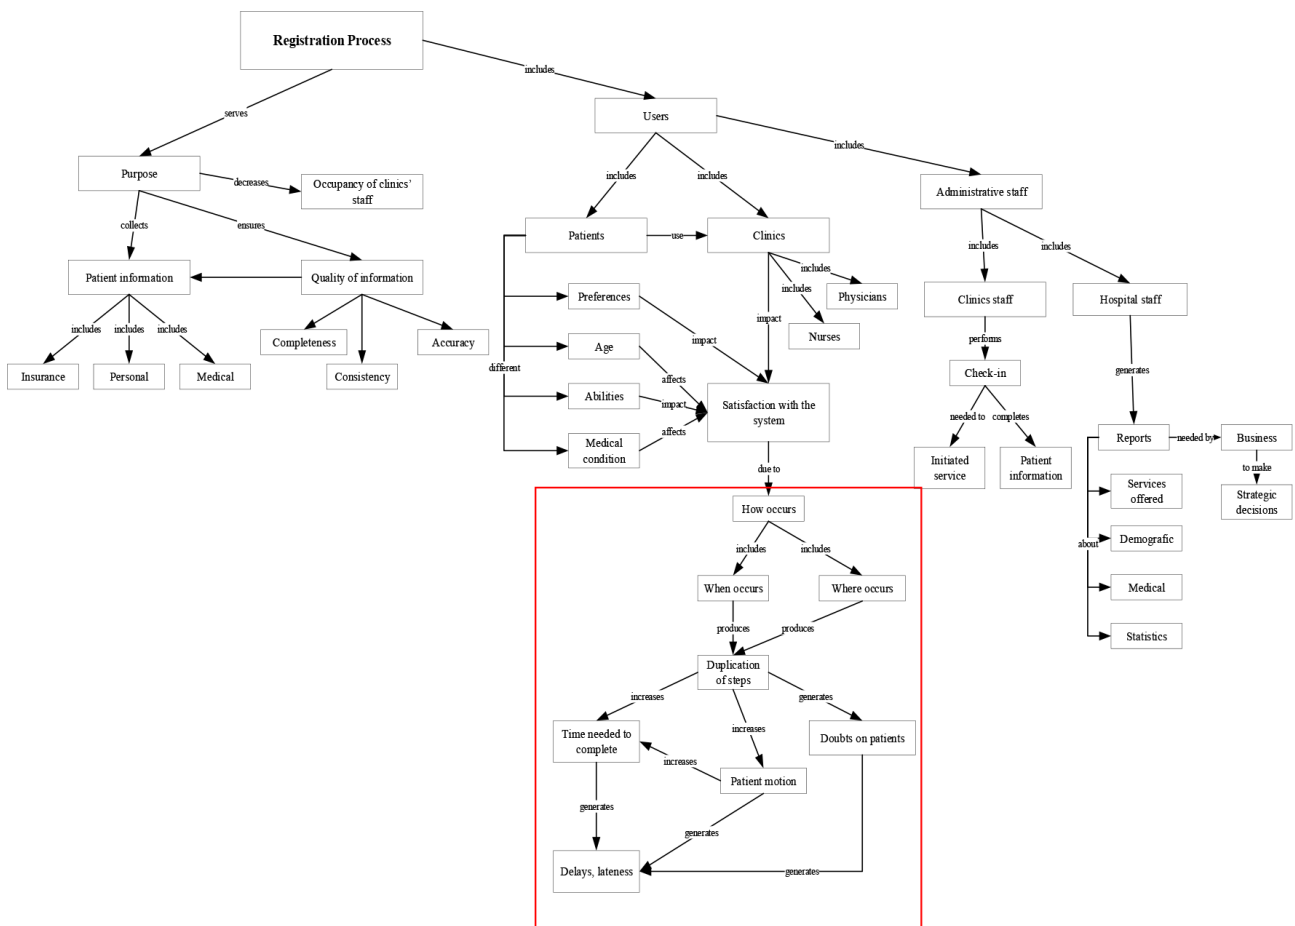 Registration Process
includes
serves
Users
includes
Purpose
decreases
Occupancy of clinics’
staff
includes
includes
Administrative staff
collects
ensures
Patients
use
Clinics
includes
includes
Patient information
Quality of information
includes
includes
Physicians
Clinics staff
Hospital staff
Preferences
impact
Nurses
includes
includes
includes
Completeness
Accuracy
impact
performs
Age
different
affects
generates
Insurance
Personal
Medical
Consistency
Check-in
Abilities
impact
Satisfaction with the
system
needed to
completes
affects
Medical
condition
Reports
needed by
Business
due to
Initiated
service
Patient
information
to make
Services
offered
Strategic
decisions
How occurs
about
Demografic
includes
includes
When occurs
Where occurs
Medical
produces
produces
Statistics
Duplication
of steps
increases
generates
increases
Time needed to
complete
Doubts on patients
increases
Patient motion
generates
generates
Delays, lateness
generates